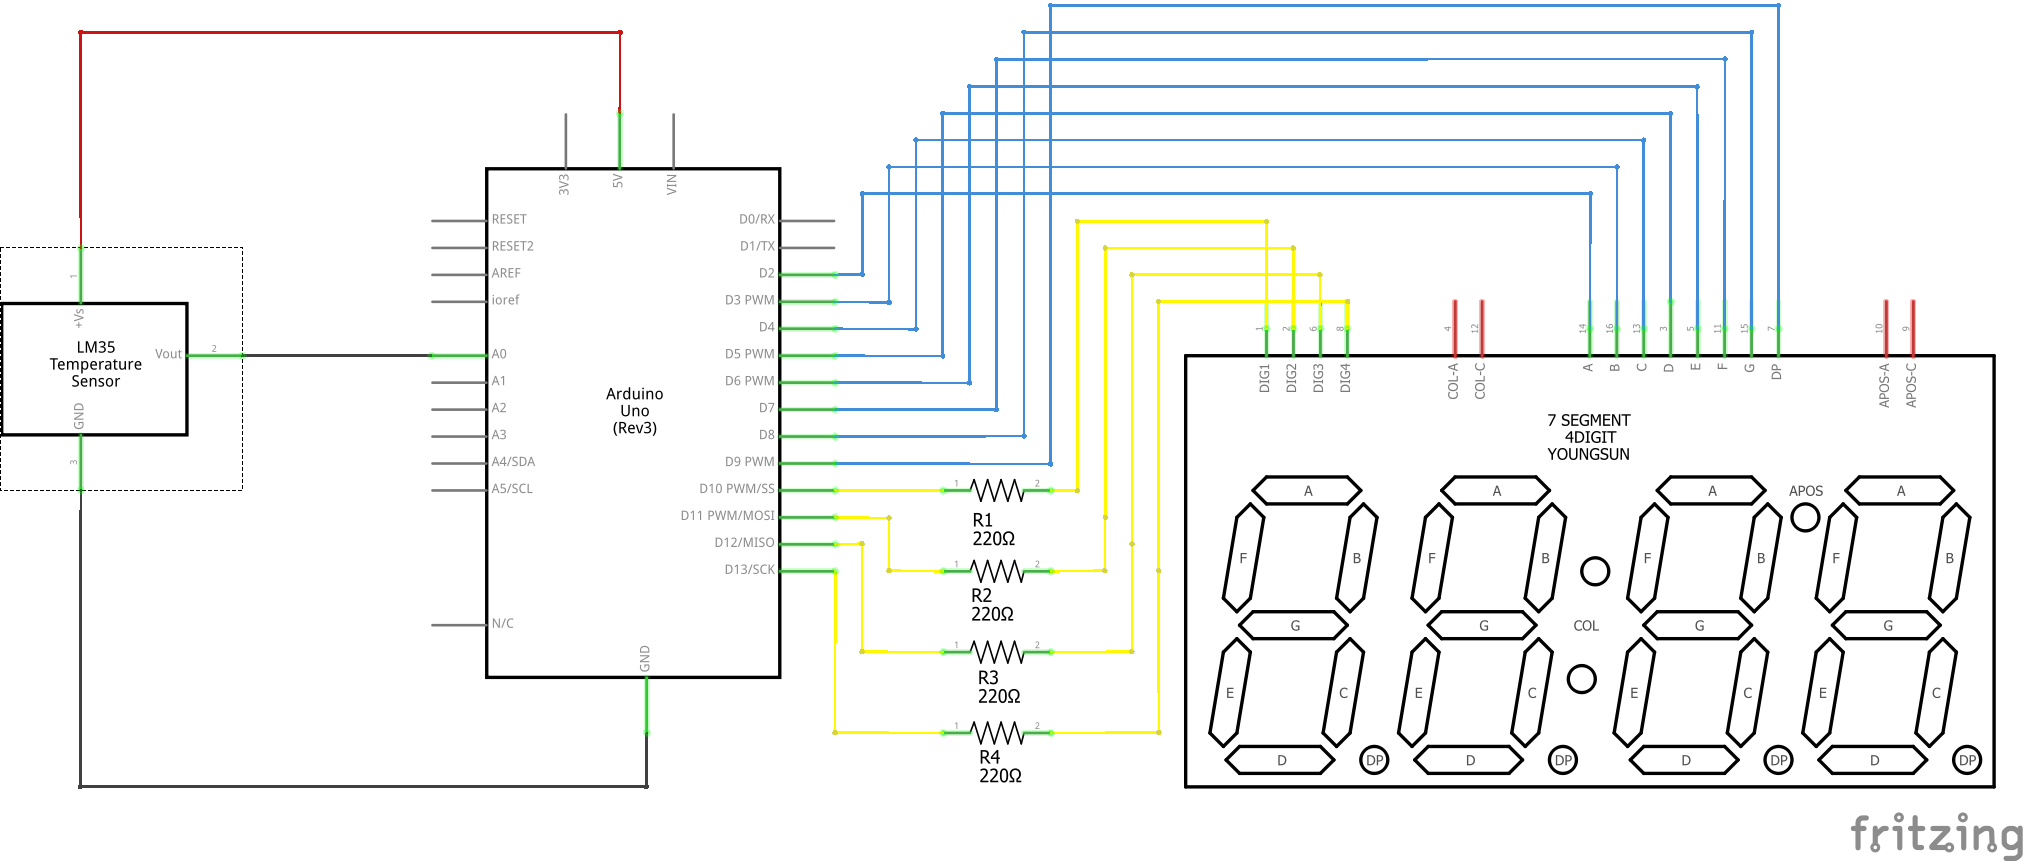 3V3
5V
VIN
RESET
RESET2
AREF
ioref
A0
A1
A2
A3
A4/SDA
A5/SCL
N/C
D0/RX
D1/TX
D2
D3 PWM
D4
D5 PWM
D6 PWM
D7
D8
D9 PWM
D10 PWM/SS
D11 PWM/MOSI
D12/MISO
D13/SCK
GND
Arduino
Uno
(Rev3)
1
+Vs
LM35
Temperature
Sensor
Vout
2
GND
3
1
2
R1
220Ω
1
2
R2
220Ω
1
2
R3
220Ω
1
2
R4
220Ω
1
2
6
8
4
12
14
16
13
3
5
11
15
7
10
9
DIG1
DIG2
DIG3
DIG4
COL-A
COL-C
A
B
C
D
E
F
G
DP
APOS-A
APOS-C
7 SEGMENT
4DIGIT
YOUNGSUN
A
F
B
G
E
C
D
DP
A
F
B
G
E
C
D
DP
COL
A
F
B
G
E
C
D
DP
APOS
A
F
B
G
E
C
D
DP
fritzing